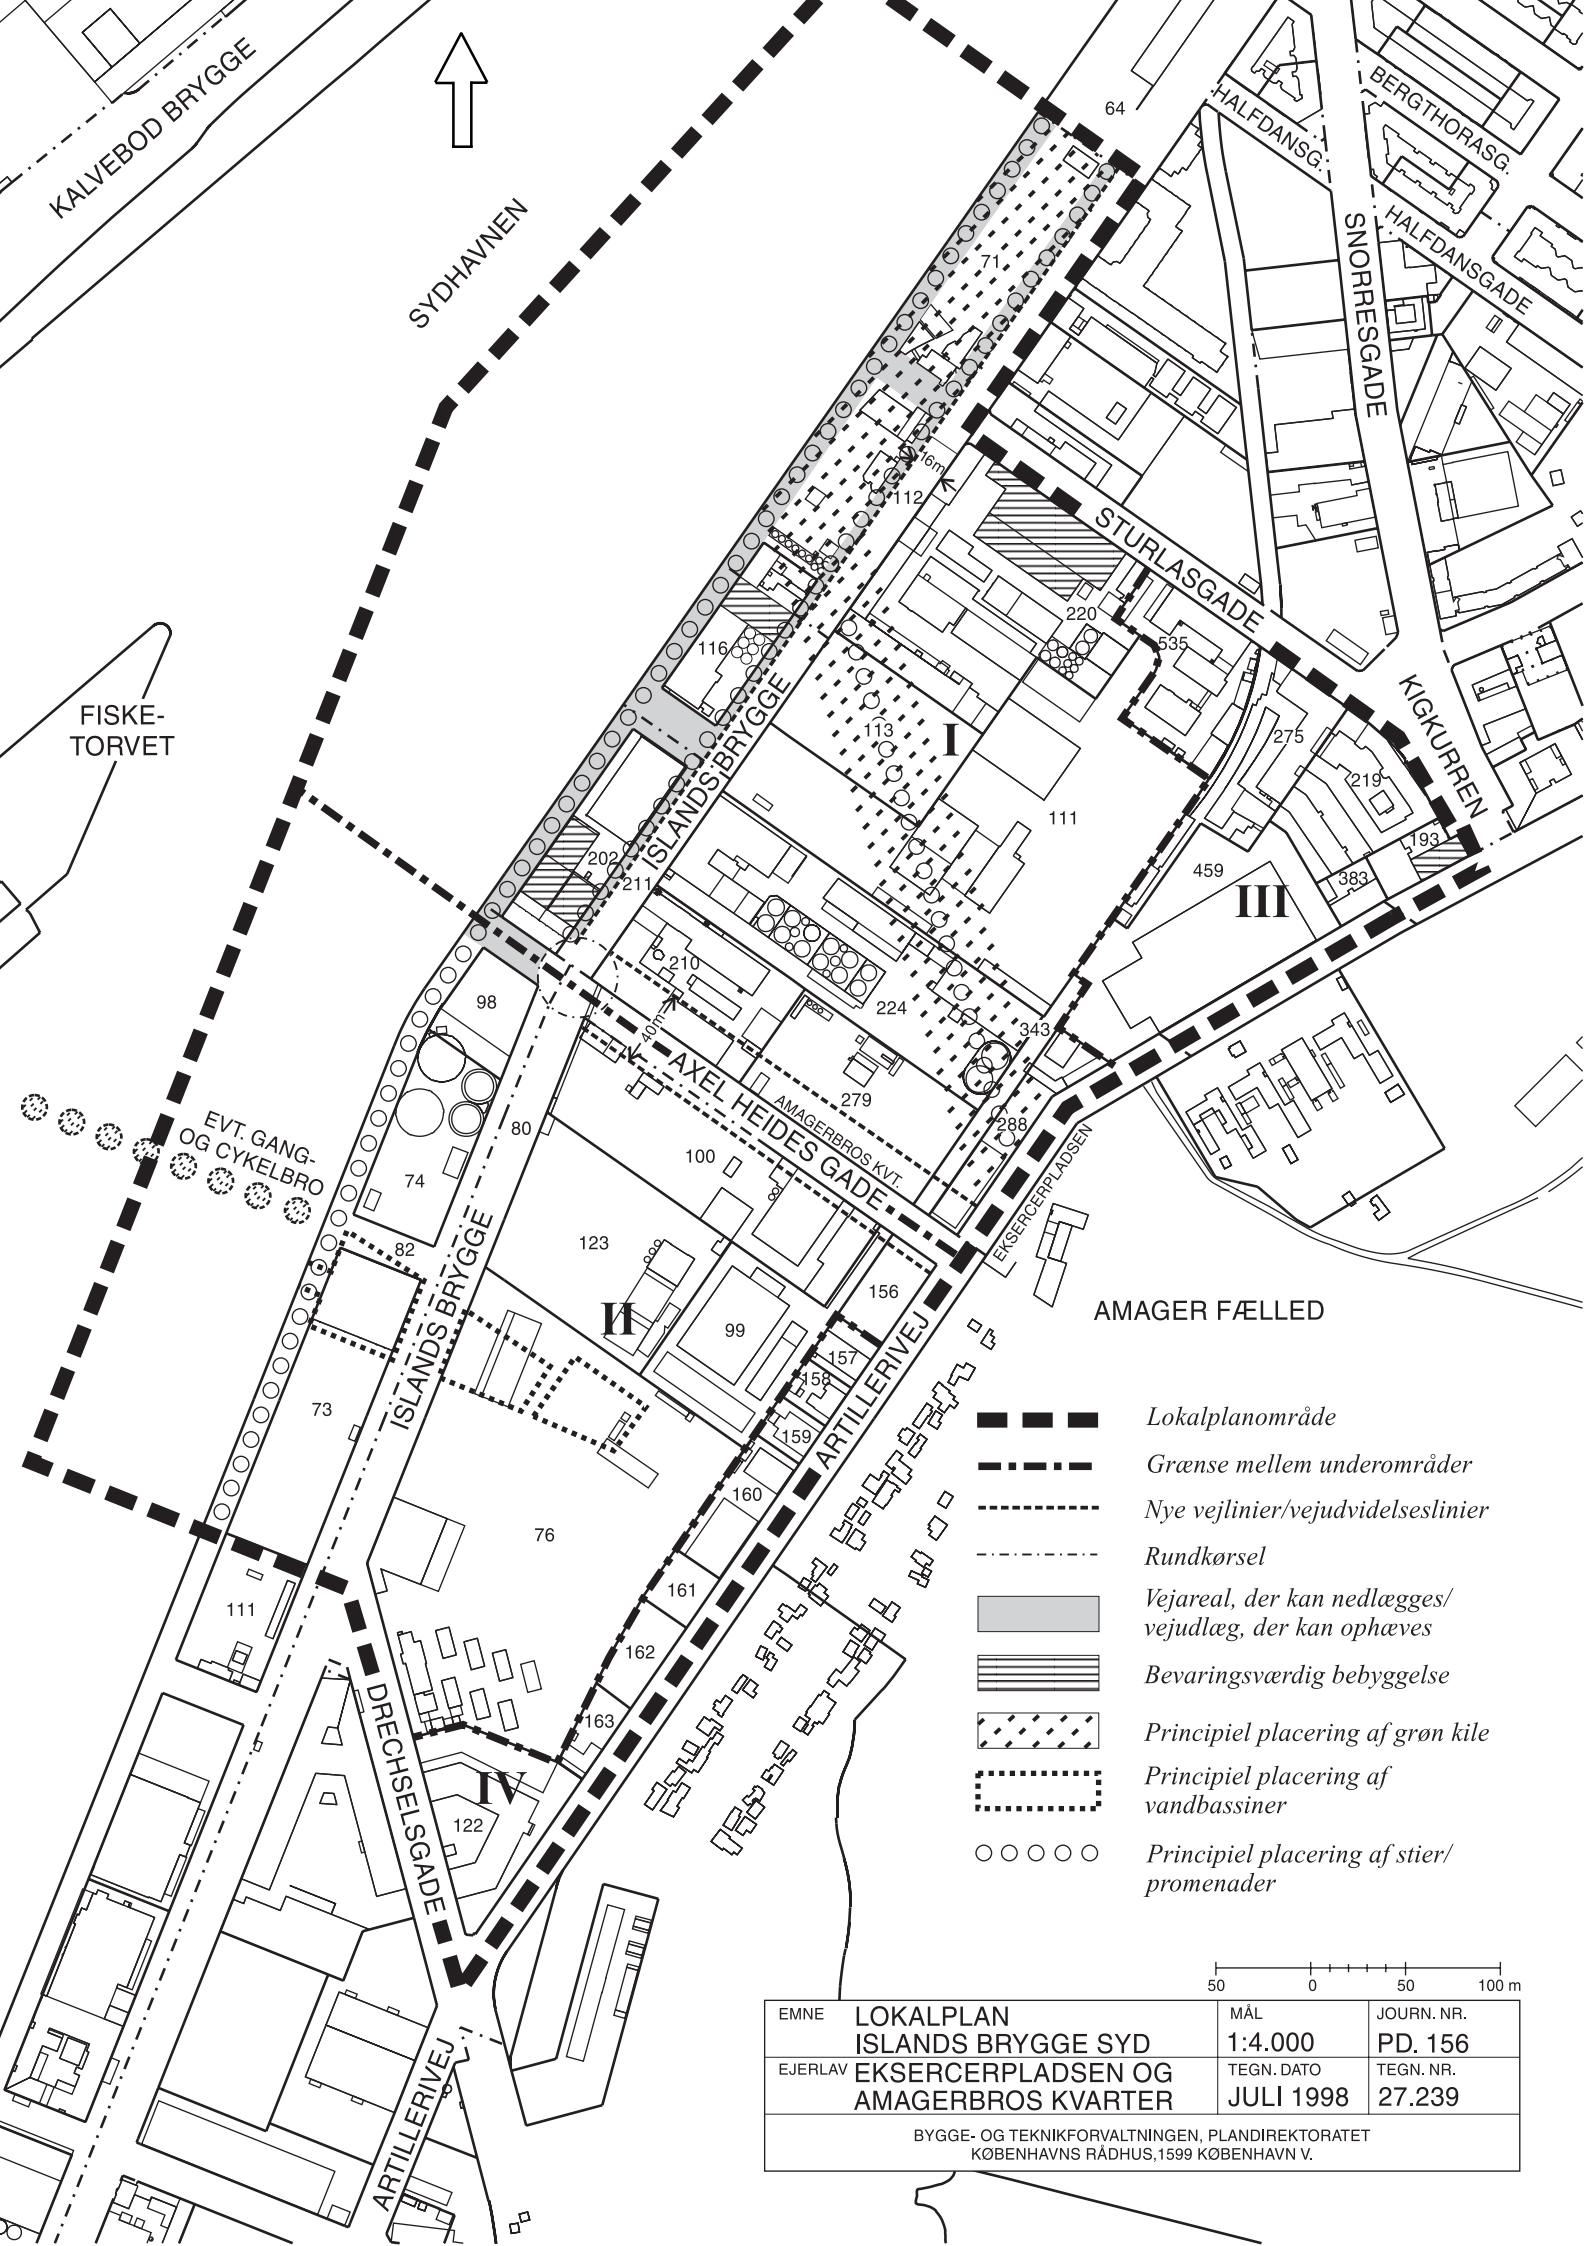 KALVEBOD BRYGGE
SYDHAVNEN
64
HALFDANSG.
BERGTHORASG.
SNORRESGADE
HALFDANSGADE
71
16m
112
STURLASGADE
220
535
116
KIGKURREN
FISKE-
TORVET
ISLANDS BRYGGE
113
I
275
219
111
193
202
211
459
383
III
210
98
224
343
40m
AXEL HEIDES GADE
AMAGERBROS KVT.
279
288
EVT. GANG-
OG CYKELBRO
80
74
100
EKSERCERPLADSEN
82
123
156
ISLANDS BRYGGE
II
99
AMAGER FÆLLED
157
158
ARTILLERIVEJ
73
159
160
76
161
111
162
163
DRECHSELSGADE
IV
122
ARTILLERIVEJ
Lokalplanområde
Grænse mellem underområder
Nye vejlinier/vejudvidelseslinier
Rundkørsel
Vejareal, der kan nedlægges/
vejudlæg, der kan ophæves
Bevaringsværdig bebyggelse
Principiel placering af grøn kile
Principiel placering af
vandbassiner
Principiel placering af stier/
promenader
50 0 50 100 m
EMNE LOKALPLAN
ISLANDS BRYGGE SYD
MÅL
1:4.000
JOURN. NR.
PD. 156
EJERLAV EKSERCERPLADSEN OG
AMAGERBROS KVARTER
TEGN. DATO
JULI 1998
TEGN. NR.
27.239
BYGGE- OG TEKNIKFORVALTNINGEN, PLANDIREKTORATET
KØBENHAVNS RÅDHUS,1599 KØBENHAVN V.